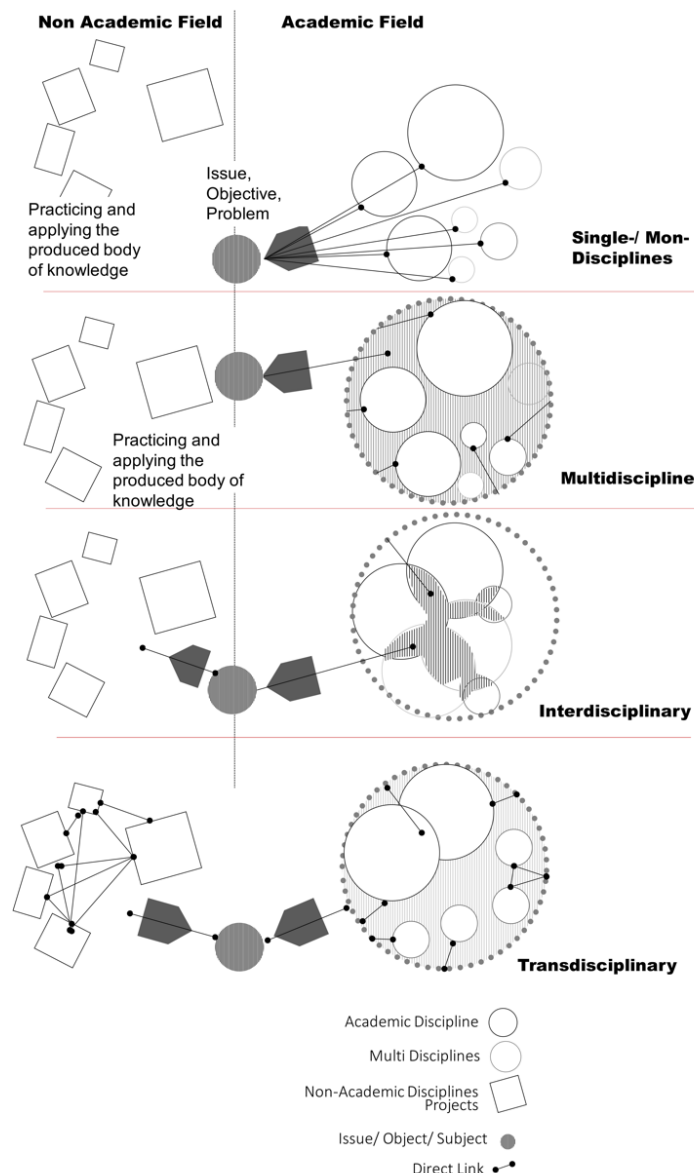 Non Academic Field
Academic Field
Issue,
Objective,
Problem
Practicing and
applying the
produced body
of knowledge
Single-/ Mon-
Disciplines
Practicing and
applying the
produced body of
knowledge
Multidiscipline
Interdisciplinary
Transdisciplinary
Academic Discipline
Multi Disciplines
Non-Academic Disciplines
Projects
Issue/ Object/ Subject
Direct Link